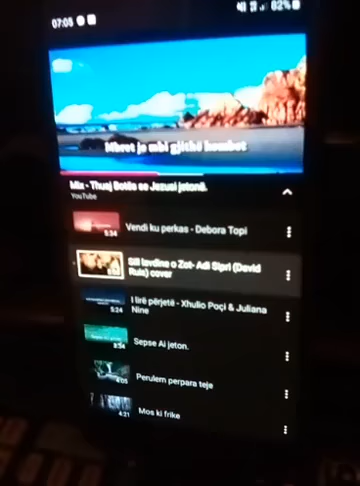 07:05
82%
Mbret je mbi gjithë kombet
Mix - Thuaj Botës se Jezusi jetonë.
YouTube
Vendi ku perkas - Debora Topi
5:34
Sill lavdine o Zot- Adi Sipri (David
Ruis) cover
I lirë përjetë - Xhulio Poçi & Juliana
Nine
5:24
Sepse Ai jeton.
Perulem perpara teje
4:05
Mos ki frike
4:21